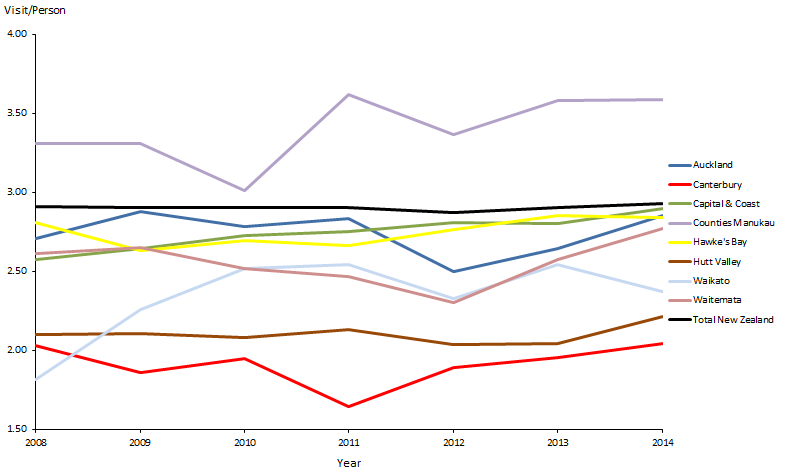 Visit/Person
4.00
3.50
3.00
2.50
2.00
1.50
2008 2009 2010 2011 2012 2013 2014
Year
Auckland
Canterbury
Capital & Coast
Counties Manukau
Hawke's Bay
Hutt Valley
Waikato
Waitemata
Total New Zealand